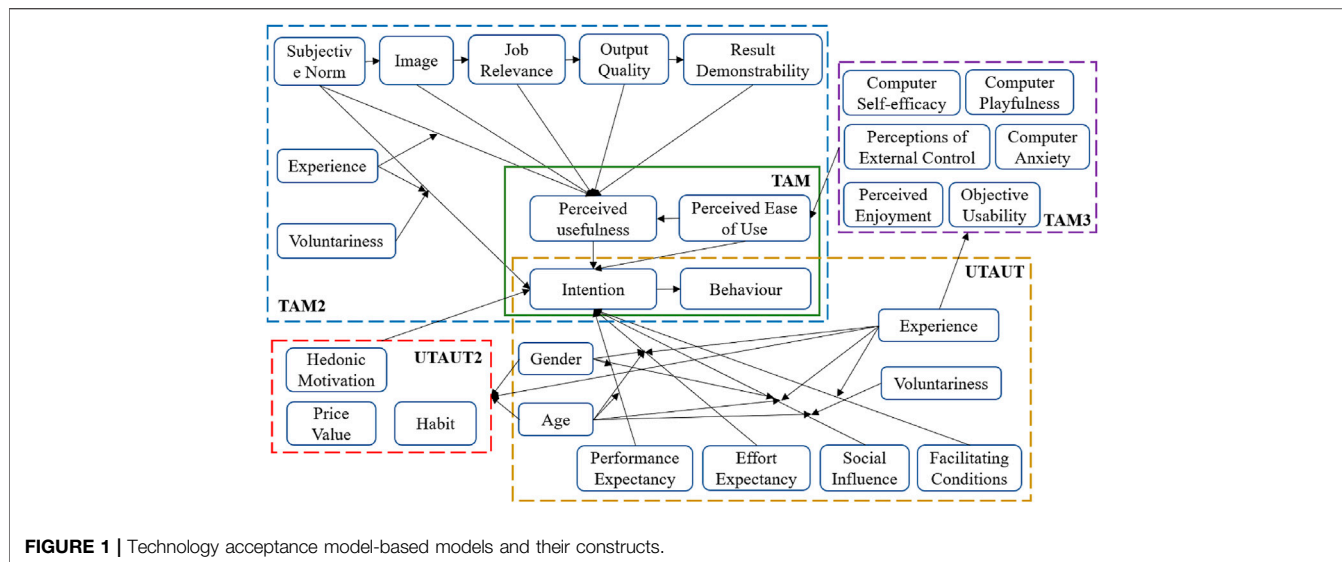 Subjectiv
e Norm
Image
Job
Relevance
Output
Quality
Result
Demonstrability
Computer
Self-efficacy
Computer
Playfulness
Perceptions of
External Control
Computer
Anxiety
Perceived
Enjoyment
Objective
Usability
TAM3
Experience
Voluntariness
TAM
Perceived
usefulness
Perceived Ease
of Use
Intention
Behaviour
TAM2
UTAUT
Experience
Gender
Voluntariness
Age
UTAUT2
Hedonic
Motivation
Price
Value
Habit
Performance
Expectancy
Effort
Expectancy
Social
Influence
Facilitating
Conditions
FIGURE 1 | Technology acceptance model-based models and their constructs.